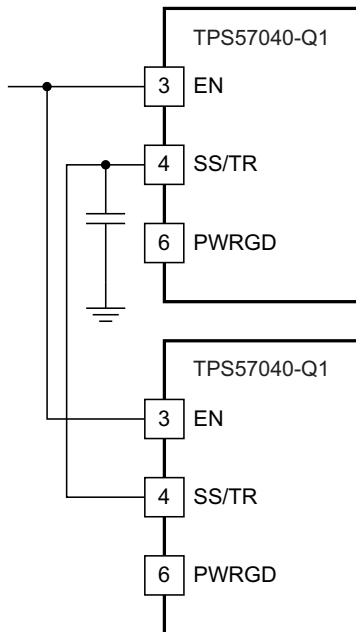 TPS57040-Q1
3 EN
4 SS/TR
6 PWRGD
TPS57040-Q1
3 EN
4 SS/TR
6 PWRGD